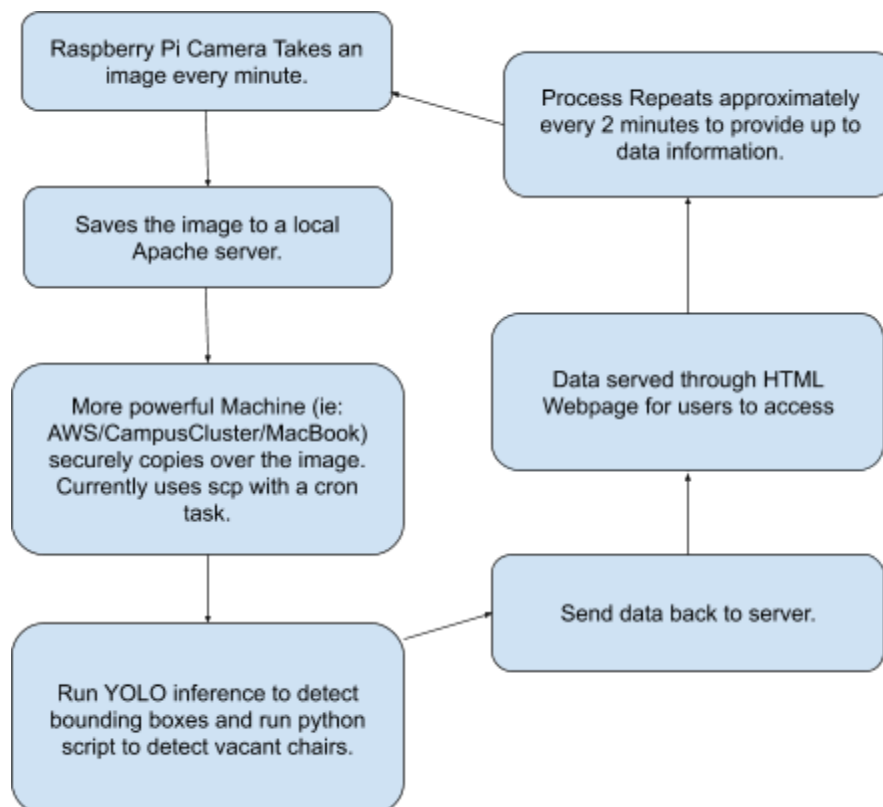 Raspberry Pi Camera Takes an
image every minute.
Saves the image to a local
Apache server.
More powerful Machine (ie:
AWS/CampusCluster/MacBook)
securely copies over the image.
Currently uses scp with a cron
task.
Run YOLO inference to detect
bounding boxes and run python
script to detect vacant chairs.
Send data back to server.
Data served through HTML
Webpage for users to access
Process Repeats approximately
every 2 minutes to provide up to
data information.